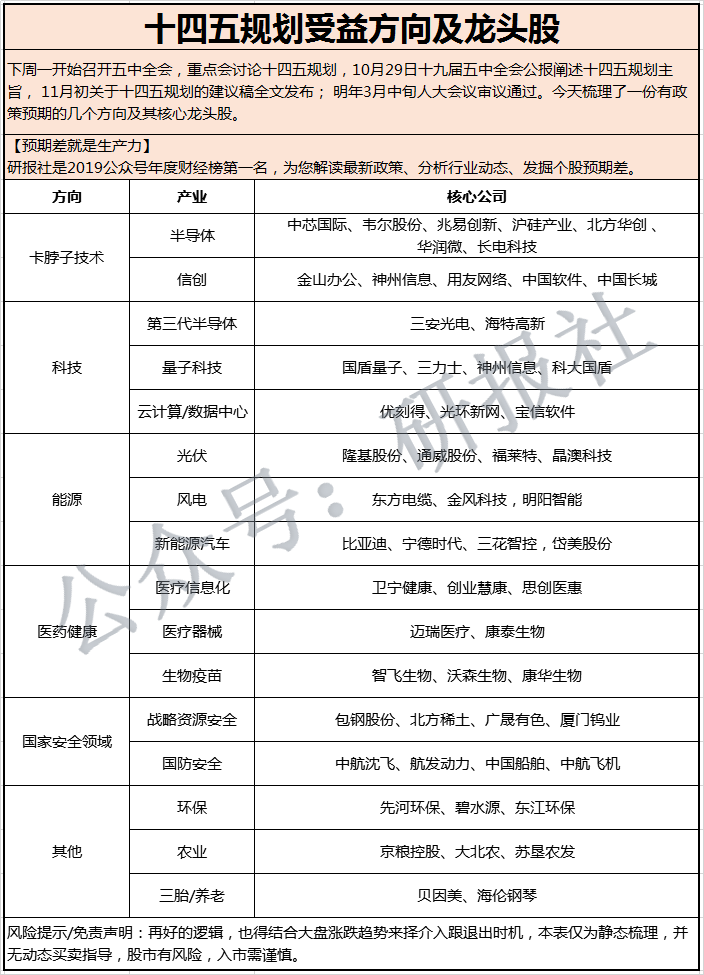 十四五规划受益方向及龙头股
下周一开始召开五中全会，重点会讨论十四五规划，10月29日十九届五中全会公报阐述十四五规划主
旨， 11月初关于十四五规划的建议稿全文发布； 明年3月中旬人大会议审议通过。今天梳理了一份有政
策预期的几个方向及其核心龙头股。
【预期差就是生产力】
研报社是2019公众号年度财经榜第一名，为您解读最新政策、分析行业动态、发掘个股预期差。
方向 产业 核心公司
卡脖子技术
半导体
中芯国际、韦尔股份、兆易创新、沪硅产业、北方华创 、
华润微、长电科技
信创 金山办公、神州信息、用友网络、中国软件、中国长城
科技
第三代半导体 三安光电、海特高新
量子科技 国盾量子、三力士、神州信息、科大国盾
云计算/数据中心 优刻得、光环新网、宝信软件
能源
光伏 隆基股份、通威股份、福莱特、晶澳科技
风电 东方电缆、金风科技，明阳智能
新能源汽车 比亚迪、宁德时代、三花智控，岱美股份
医药健康
医疗信息化 卫宁健康、创业慧康、思创医惠
医疗器械 迈瑞医疗、康泰生物
生物疫苗 智飞生物、沃森生物、康华生物
国家安全领域
战略资源安全 包钢股份、北方稀土、广晟有色、厦门钨业
国防安全 中航沈飞、航发动力、中国船舶、中航飞机
其他
环保 先河环保、碧水源、东江环保
农业 京粮控股、大北农、苏垦农发
三胎/养老 贝因美、海伦钢琴
风险提示/免责声明：再好的逻辑，也得结合大盘涨跌趋势来择介入跟退出时机，本表仅为静态梳理，并
无动态买卖指导，股市有风险，入市需谨慎。
公众号：研报社